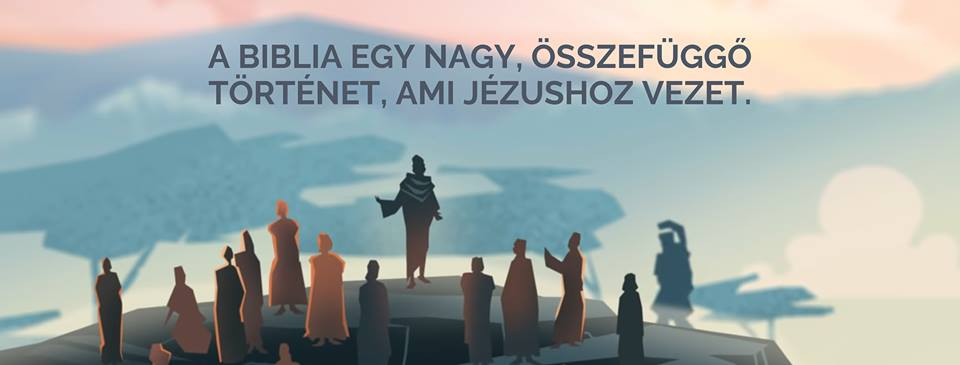 A BIBLIA EGY NAGY, ÖSSZEFÜGGŐ
TÖRTÉNET, AMI JÉZUSHOZ VEZET.